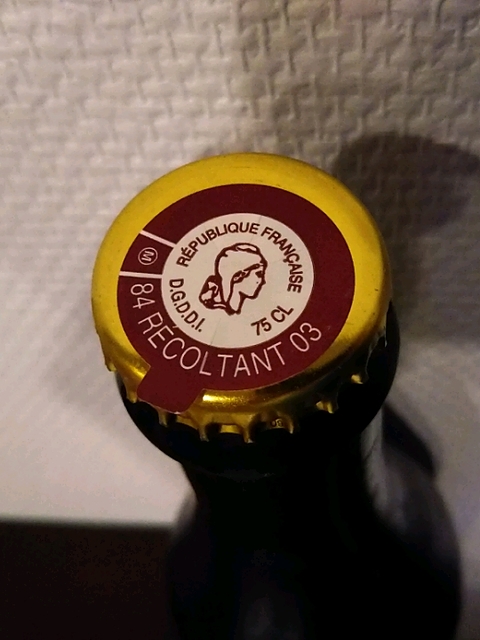 RÉPUBLIQUE FRANÇAISE
D.G.D.D.I.
75 CL
M
84 RÉCOLTANT 03